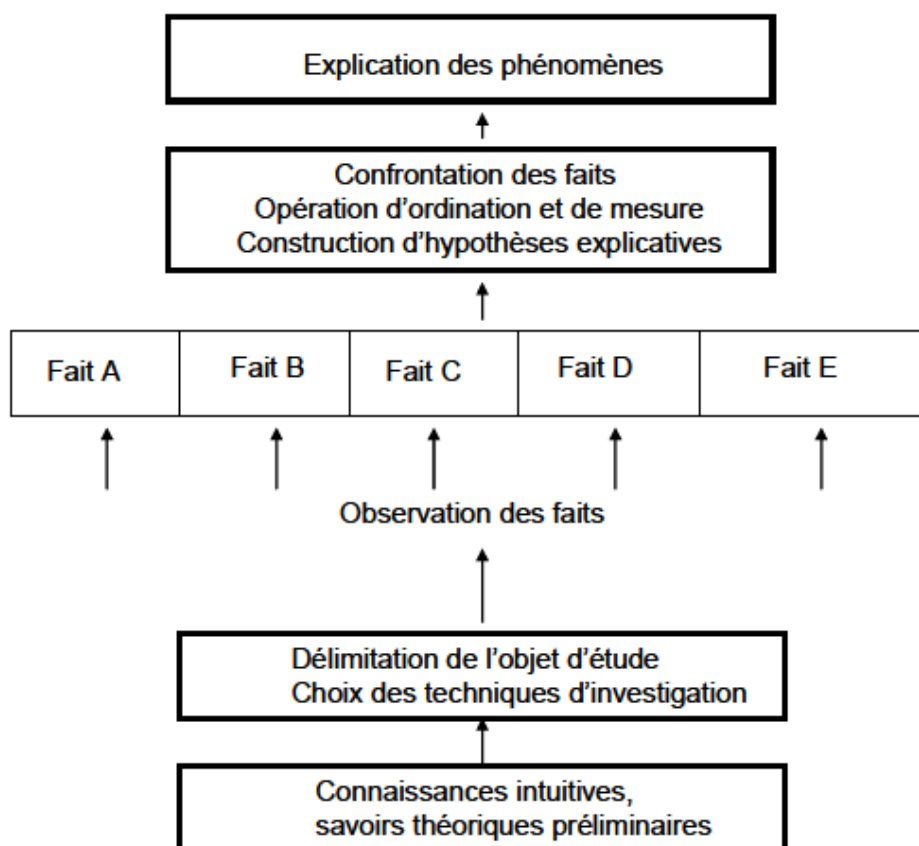 Explication des phénomènes
Confrontation des faits
Opération d'ordination et de mesure
Construction d'hypothèses explicatives
Fait A
Fait B
Fait C
Fait D
Fait E
Observation des faits
Délimitation de l'objet d'étude
Choix des techniques d'investigation
Connaissances intuitives,
savoirs théoriques préliminaires